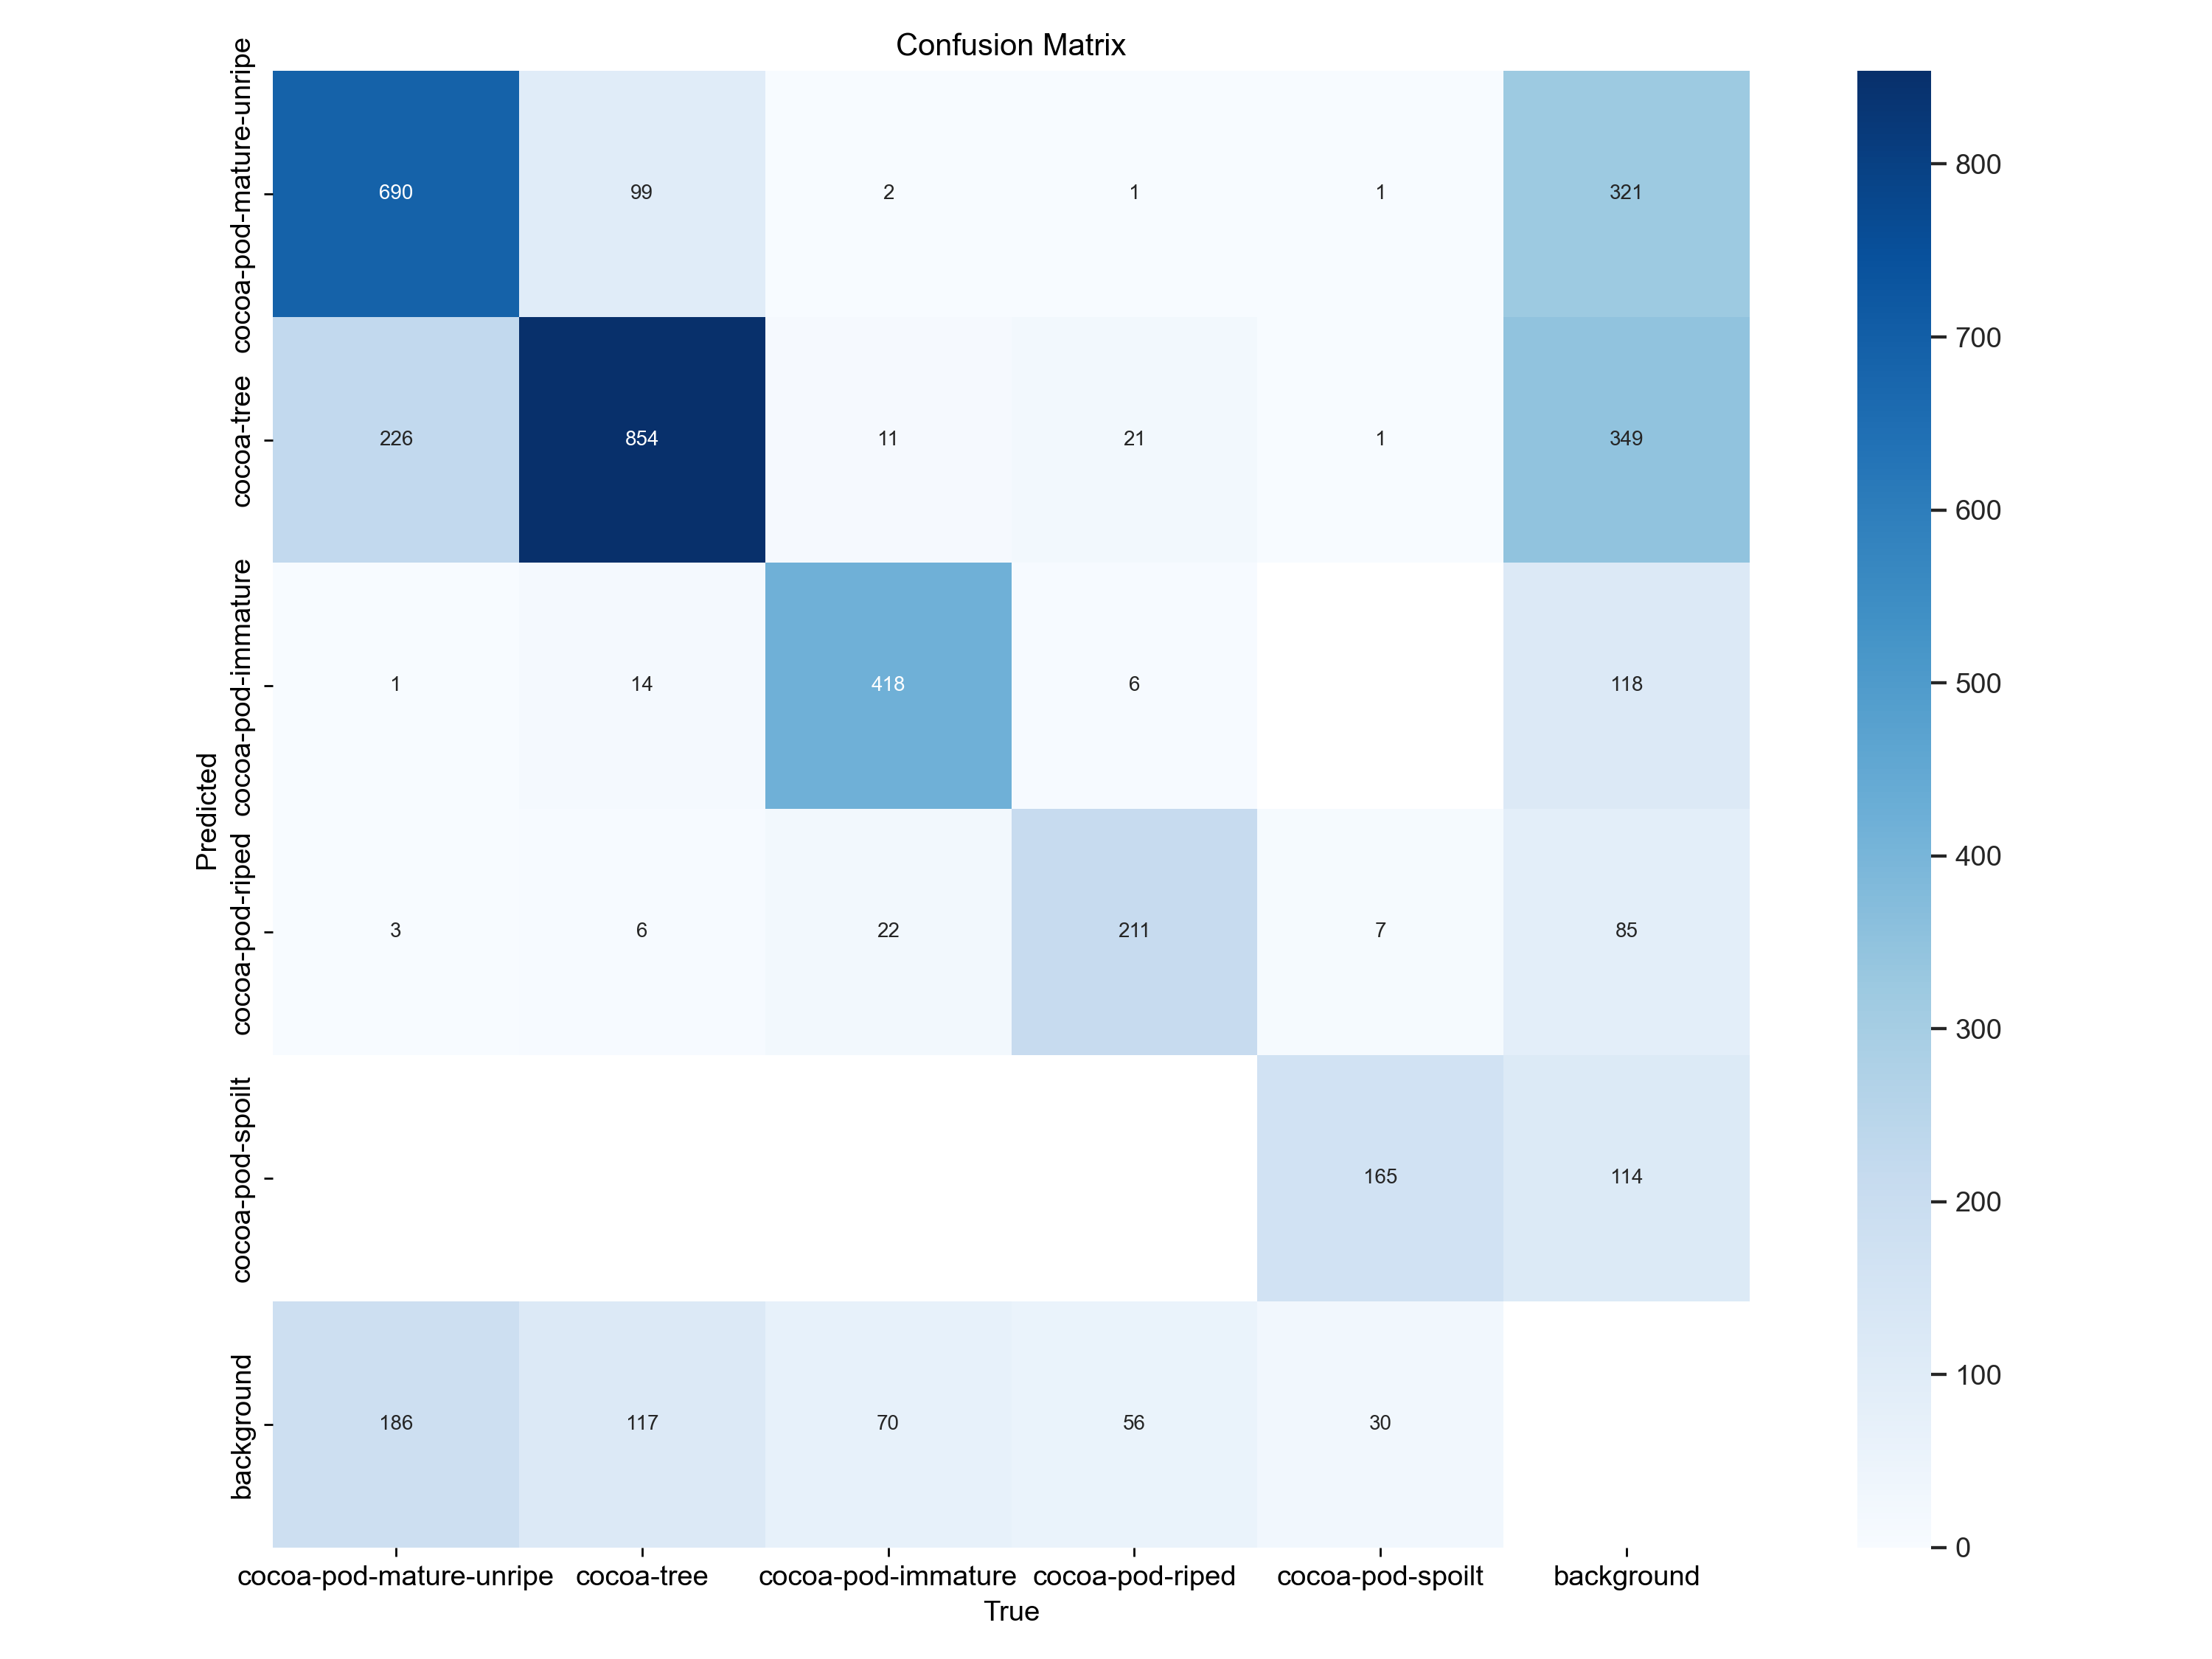 Confusion Matrix
cocoa-pod-mature-unripe
690 99 2 1 1 321
cocoa-tree
226 854 11 21 1 349
cocoa-pod-immature
1 14 418 6 118
cocoa-pod-riped
3 6 22 211 7 85
cocoa-pod-spoilt
165 114
background
186 117 70 56 30
Predicted
cocoa-pod-mature-unripe cocoa-tree cocoa-pod-immature cocoa-pod-riped cocoa-pod-spoilt background
True
800
700
600
500
400
300
200
100
0